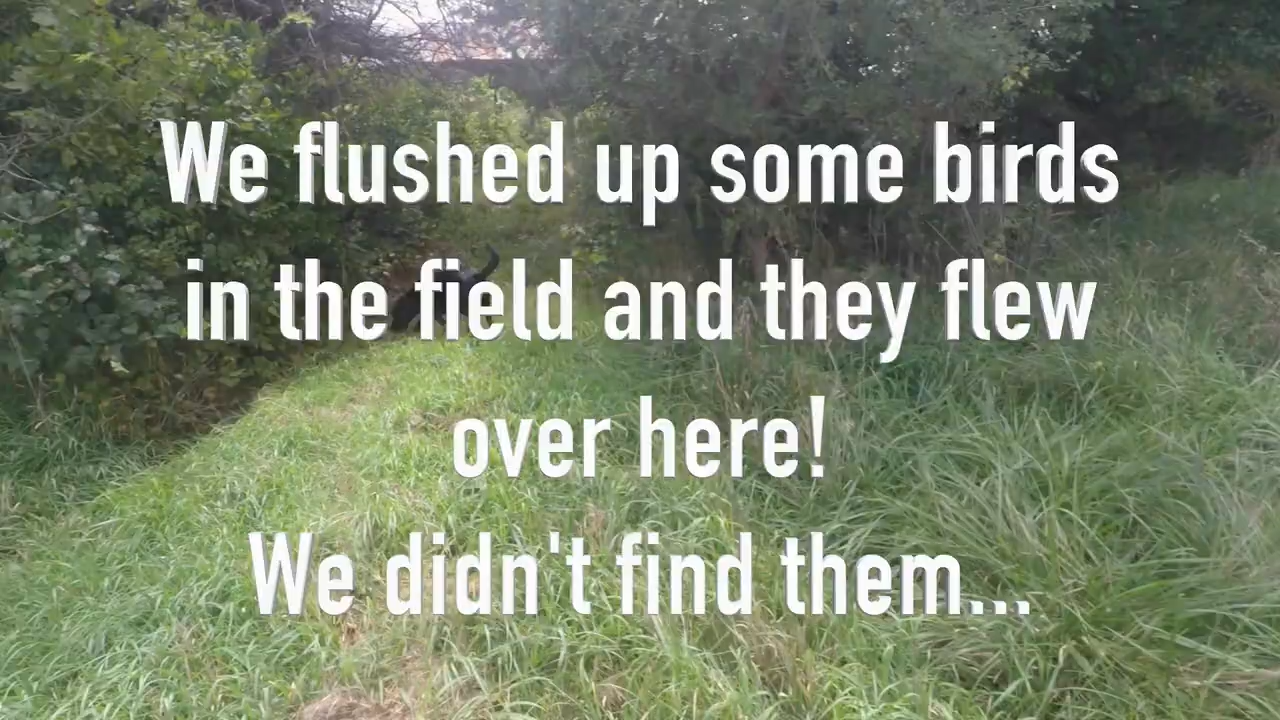 We flushed up some birds
in the field and they flew
over here!
We didn't find them...